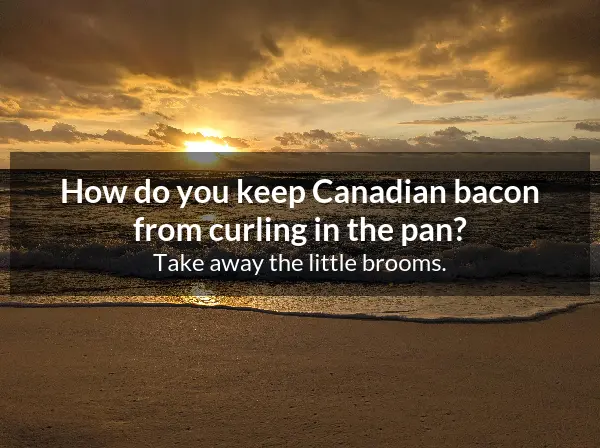 How do you keep Canadian bacon
from curling in the pan?
Take away the little brooms.